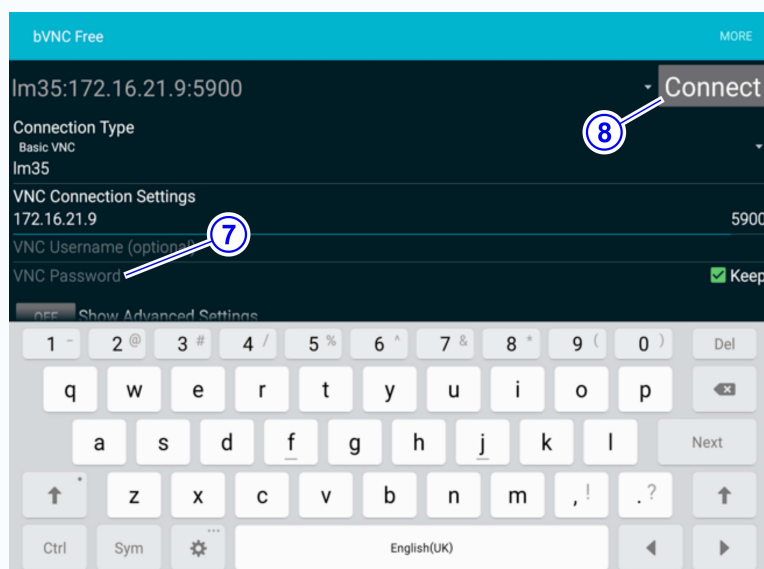 bVNC Free MORE
lm35:172.16.21.9:5900 Connect
8
Connection Type
Basic VNC
lm35
VNC Connection Settings
172.16.21.9 5900
7
VNC Username (optional)
VNC Password Keep
OFF Show Advanced Settings
1 - 2 @ 3 # 4 / 5 % 6 ^ 7 & 8 * 9 ( 0 ) Del
q w e r t y u i o p
a s d f g h j k l Next
z x c v b n m , ! . ?
Ctrl Sym English(UK)